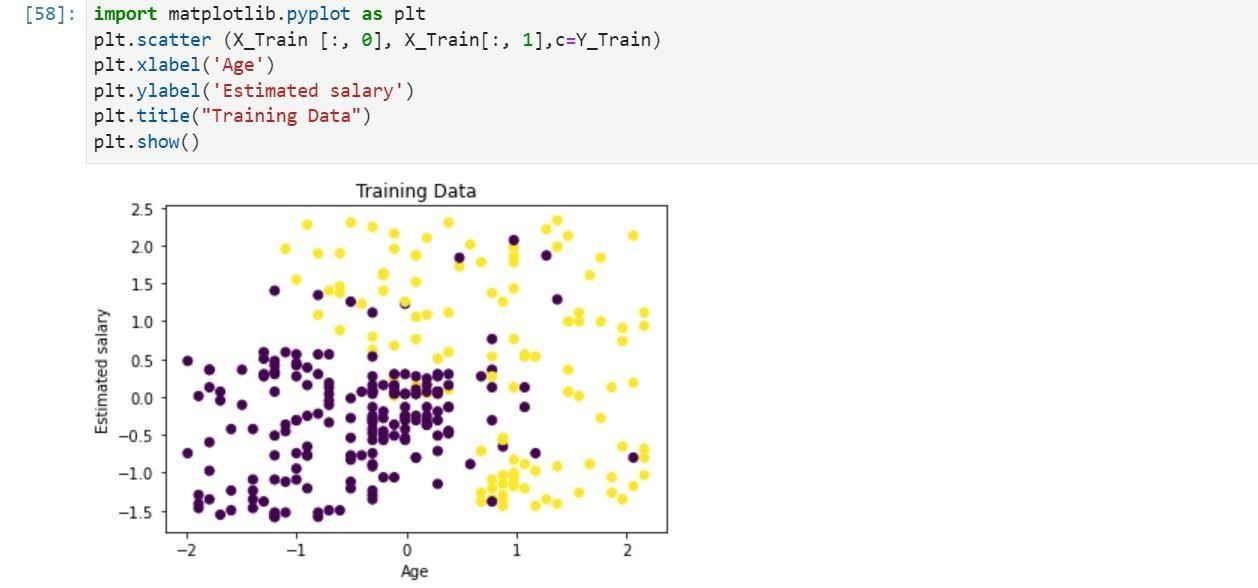 [58]: import matplotlib.pyplot as plt
plt.scatter (X_Train [:, 0], X_Train[:, 1],c=Y_Train)
plt.xlabel('Age')
plt.ylabel('Estimated salary')
plt.title("Training Data")
plt.show()
Training Data
2.5
2.0
1.5
1.0
0.5
0.0
−0.5
−1.0
−1.5
Estimated salary
−2 −1 0 1 2
Age